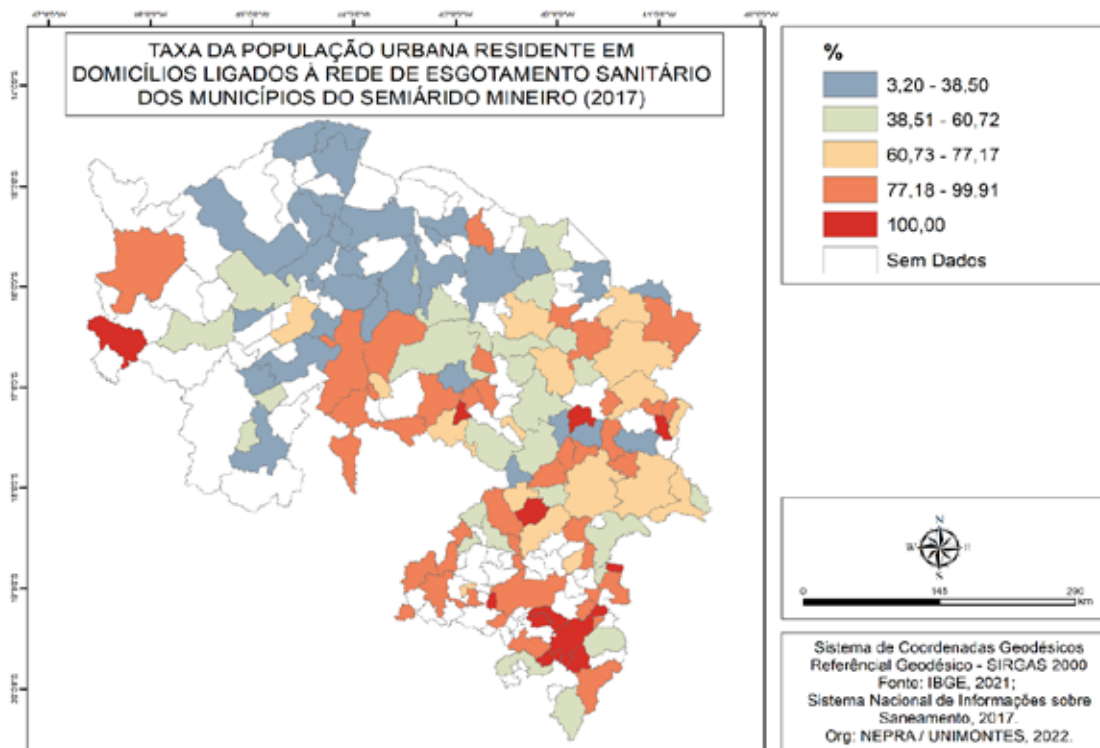 TAXA DA POPULAÇÃO URBANA RESIDENTE EM
DOMICÍLIOS LIGADOS À REDE DE ESGOTAMENTO SANITÁRIO
DOS MUNICÍPIOS DO SEMIÁRIDO MINEIRO (2017)
%
3,20 - 38,50
38,51 - 60,72
60,73 - 77,17
77,18 - 99,91
100,00
Sem Dados
N
W E
S
0 145 290
km
Sistema de Coordenadas Geodésicos
Referêncial Geodésico - SIRGAS 2000
Fonte: IBGE, 2021;
Sistema Nacional de Informações sobre
Saneamento, 2017.
Org: NEPRA / UNIMONTES, 2022.